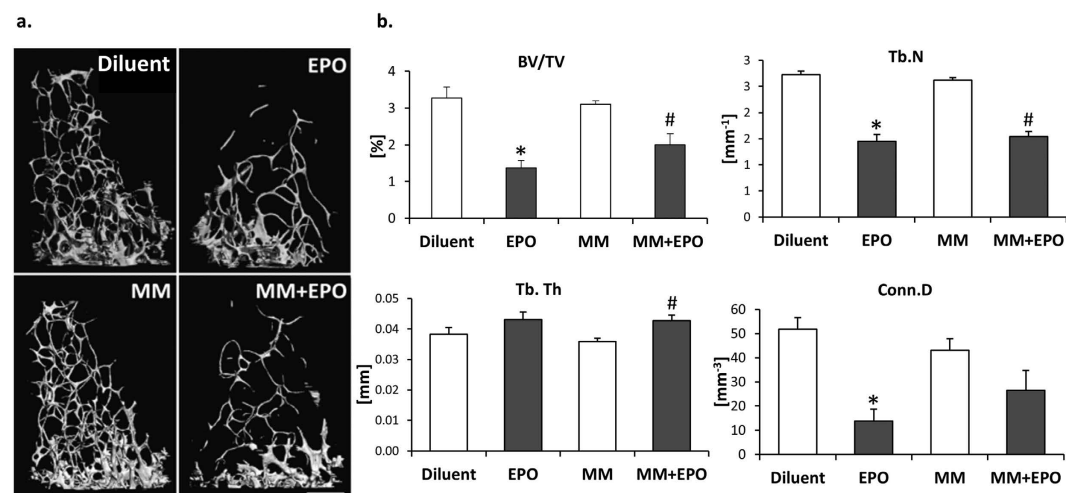 a.
Diluent
EPO
MM
MM+EPO
b.
BV/TV
[%]
4
3
2
1
0
*
#
Diluent EPO MM MM+EPO
Tb.N
[mm-1]
3
3
2
2
1
1
0
*
#
Diluent EPO MM MM+EPO
Tb. Th
[mm]
0.05
0.04
0.04
0.03
0.02
0.01
0.00
#
Diluent EPO MM MM+EPO
Conn.D
[mm-3]
60
50
40
30
20
10
0
*
Diluent EPO MM MM+EPO